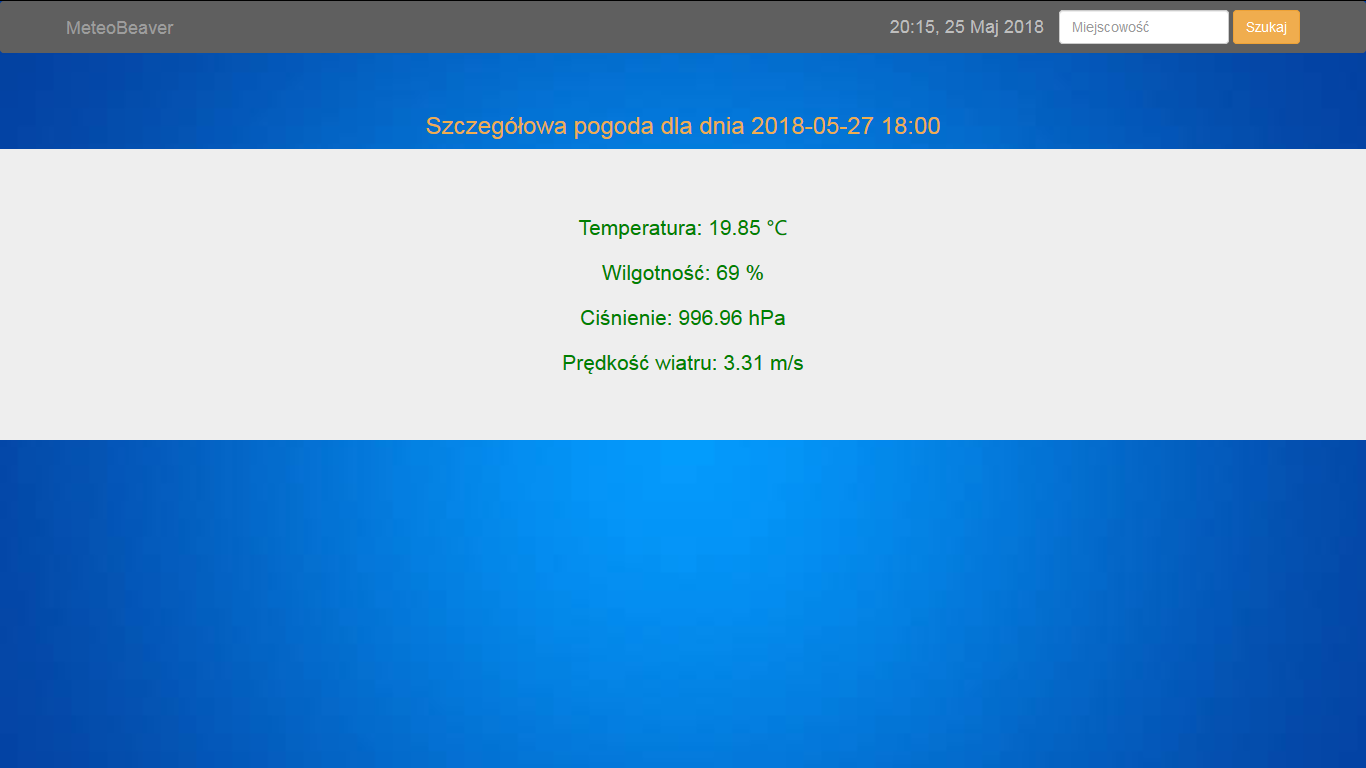 MeteoBeaver
20:15, 25 Maj 2018
Miejscowość
Szukaj
Szczegółowa pogoda dla dnia 2018-05-27 18:00
Temperatura: 19.85 °C
Wilgotność: 69 %
Ciśnienie: 996.96 hPa
Prędkość wiatru: 3.31 m/s